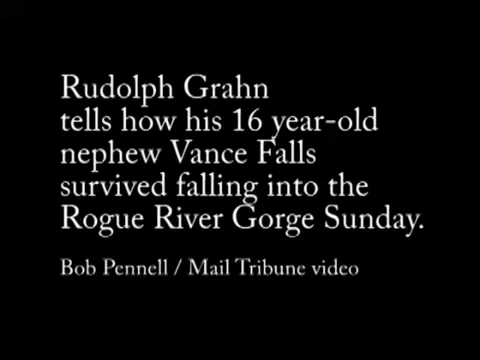 Rudolph Grahn
tells how his 16 year-old
nephew Vance Falls
survived falling into the
Rogue River Gorge Sunday.
Bob Pennell / Mail Tribune video